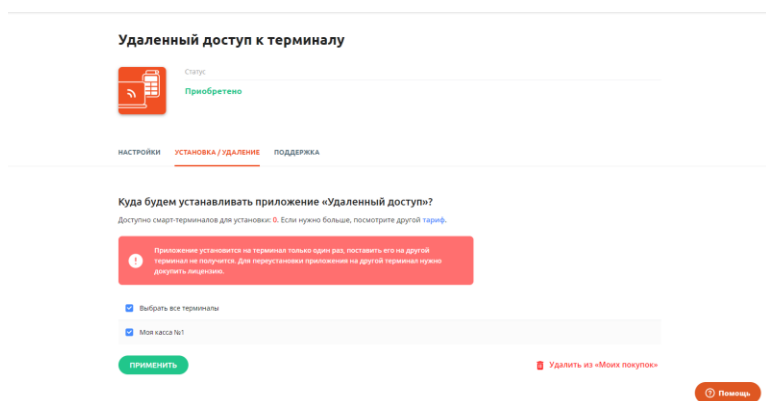 Удаленный доступ к терминалу
Статус
Приобретено
НАСТРОЙКИ УСТАНОВКА / УДАЛЕНИЕ ПОДДЕРЖКА
Куда будем устанавливать приложение «Удаленный доступ»?
Доступно смарт-терминалов для установки: 0. Если нужно больше, посмотрите другой тариф.
Приложение установится на терминал только один раз, поставить его на другой
терминал не получится. Для переустановки приложения на другой терминал нужно
докупить лицензию.
Выбрать все терминалы
Моя касса №1
ПРИМЕНИТЬ
Удалить из «Моих покупок»
Помощь